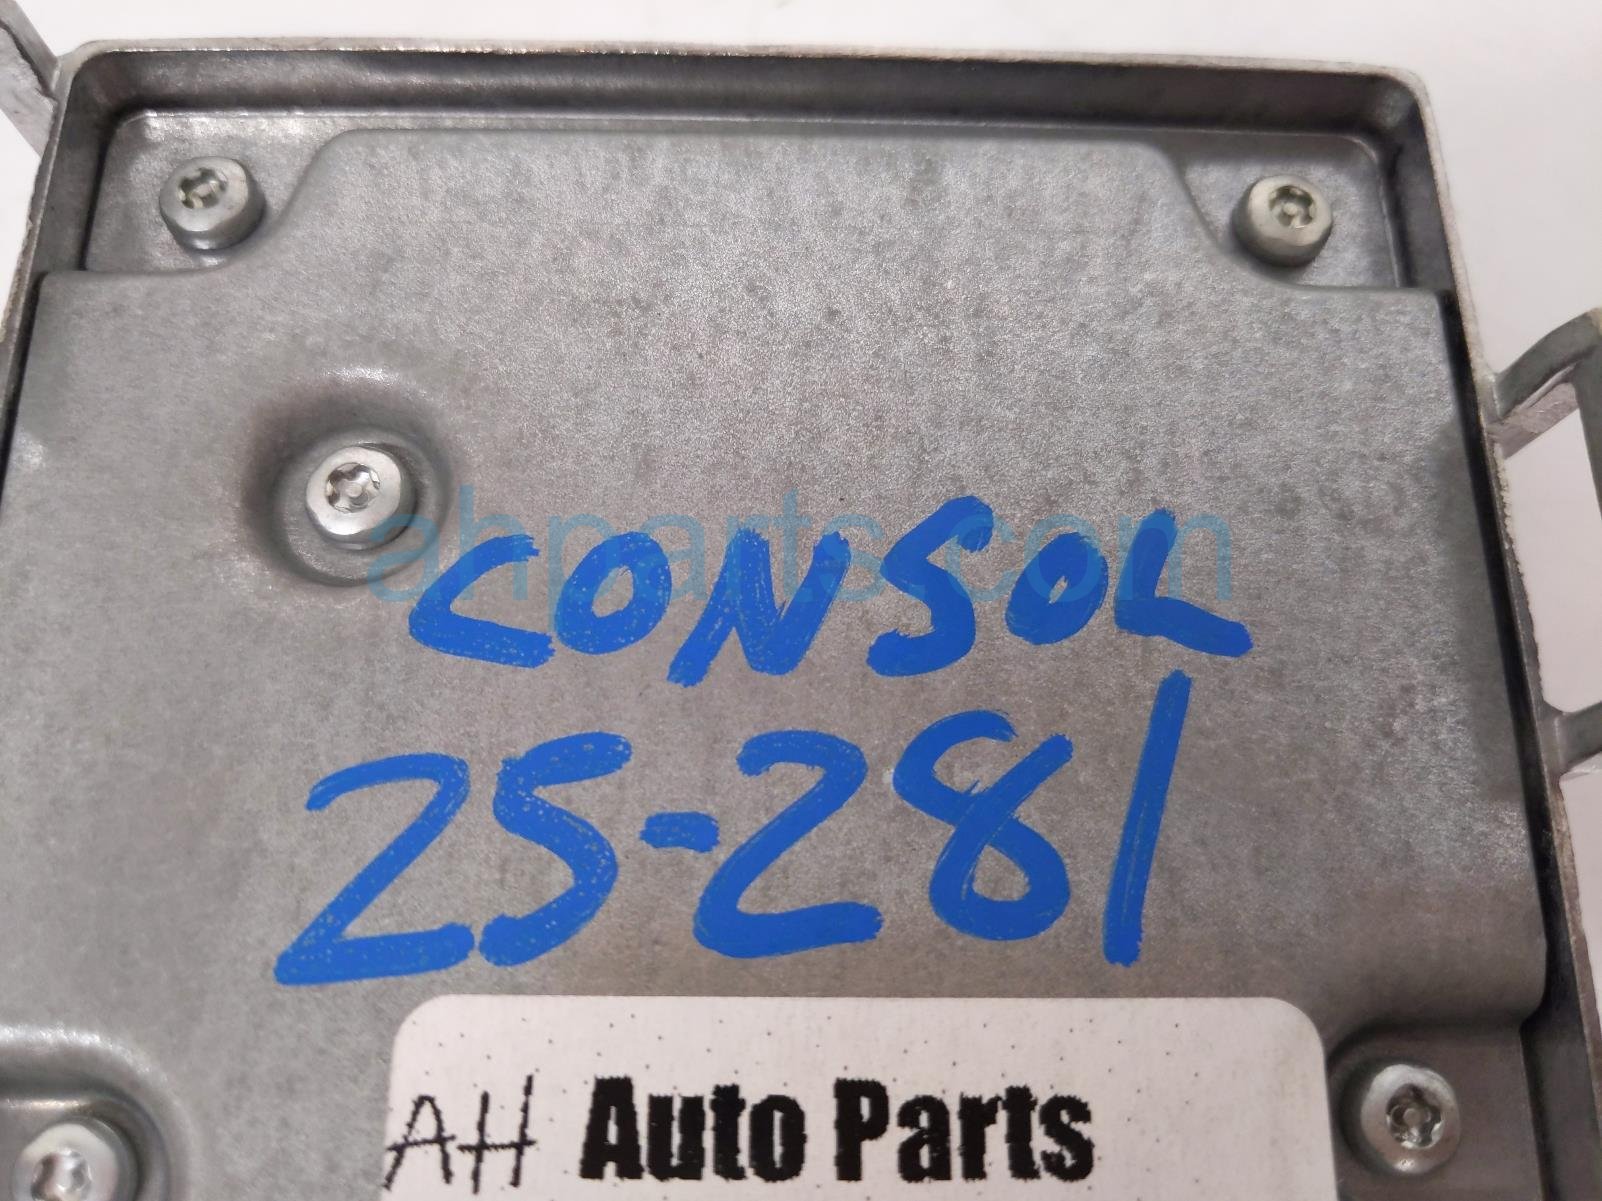 ahparts.com
CONSOL
25-281
AH Auto Parts